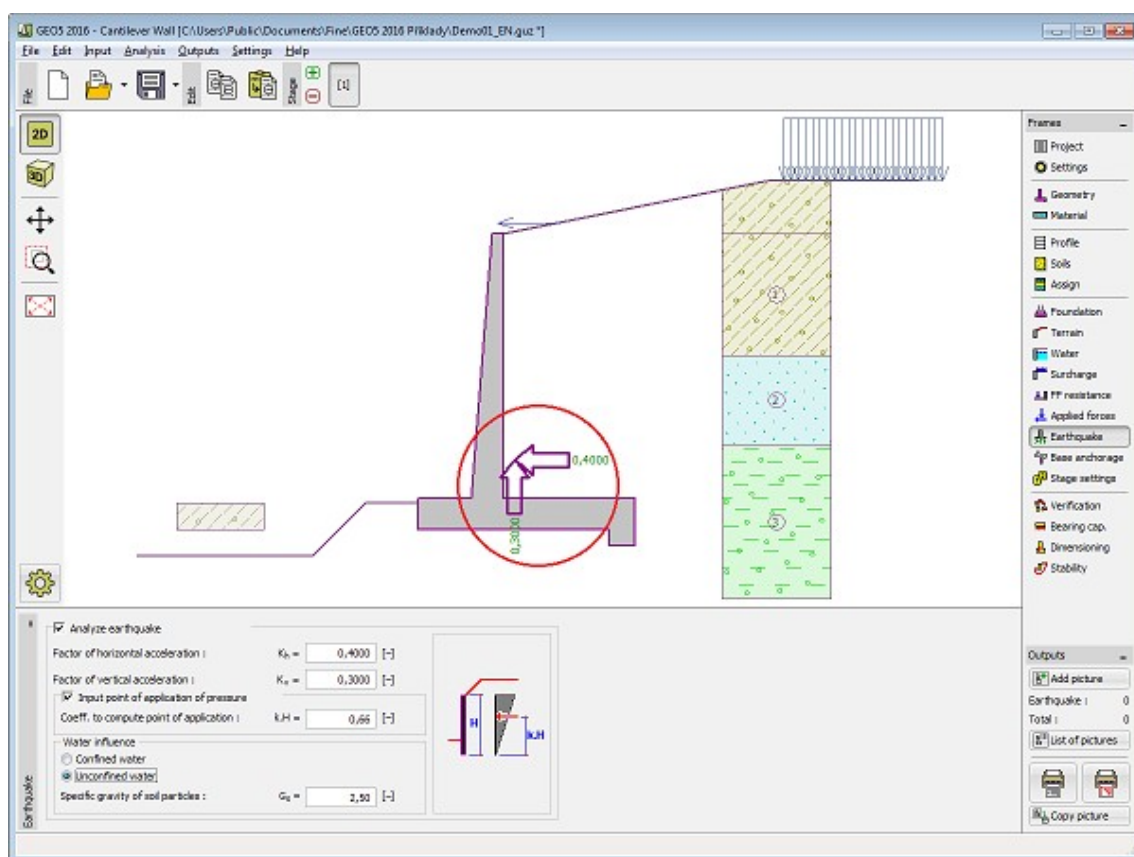 GEO5 2016 - Cantilever Wall [C:\Users\Public\Documents\Fine\GEO5 2016 Příklady\Demo01_EN.guz *]
File Edit Input Analysis Outputs Settings Help
File
Edit
Stage
[1]
2D
3D
0,4000
0,3000
1
2
3
Frames
Project
Settings
Geometry
Material
Profile
Soils
Assign
Foundation
Terrain
Water
Surcharge
FF resistance
Applied forces
Earthquake
Base anchorage
Stage settings
Verification
Bearing cap.
Dimensioning
Stability
Earthquake
Analyze earthquake
Factor of horizontal acceleration : Kh = 0,4000 [–]
Factor of vertical acceleration : Kv = 0,3000 [–]
Input point of application of pressure
Coeff. to compute point of application : k.H = 0,66 [–]
Water influence
Confined water
Unconfined water
Specific gravity of soil particles : Gs = 2,50 [–]
H
k.H
Outputs
Add picture
Earthquake : 0
Total : 0
List of pictures
Copy picture